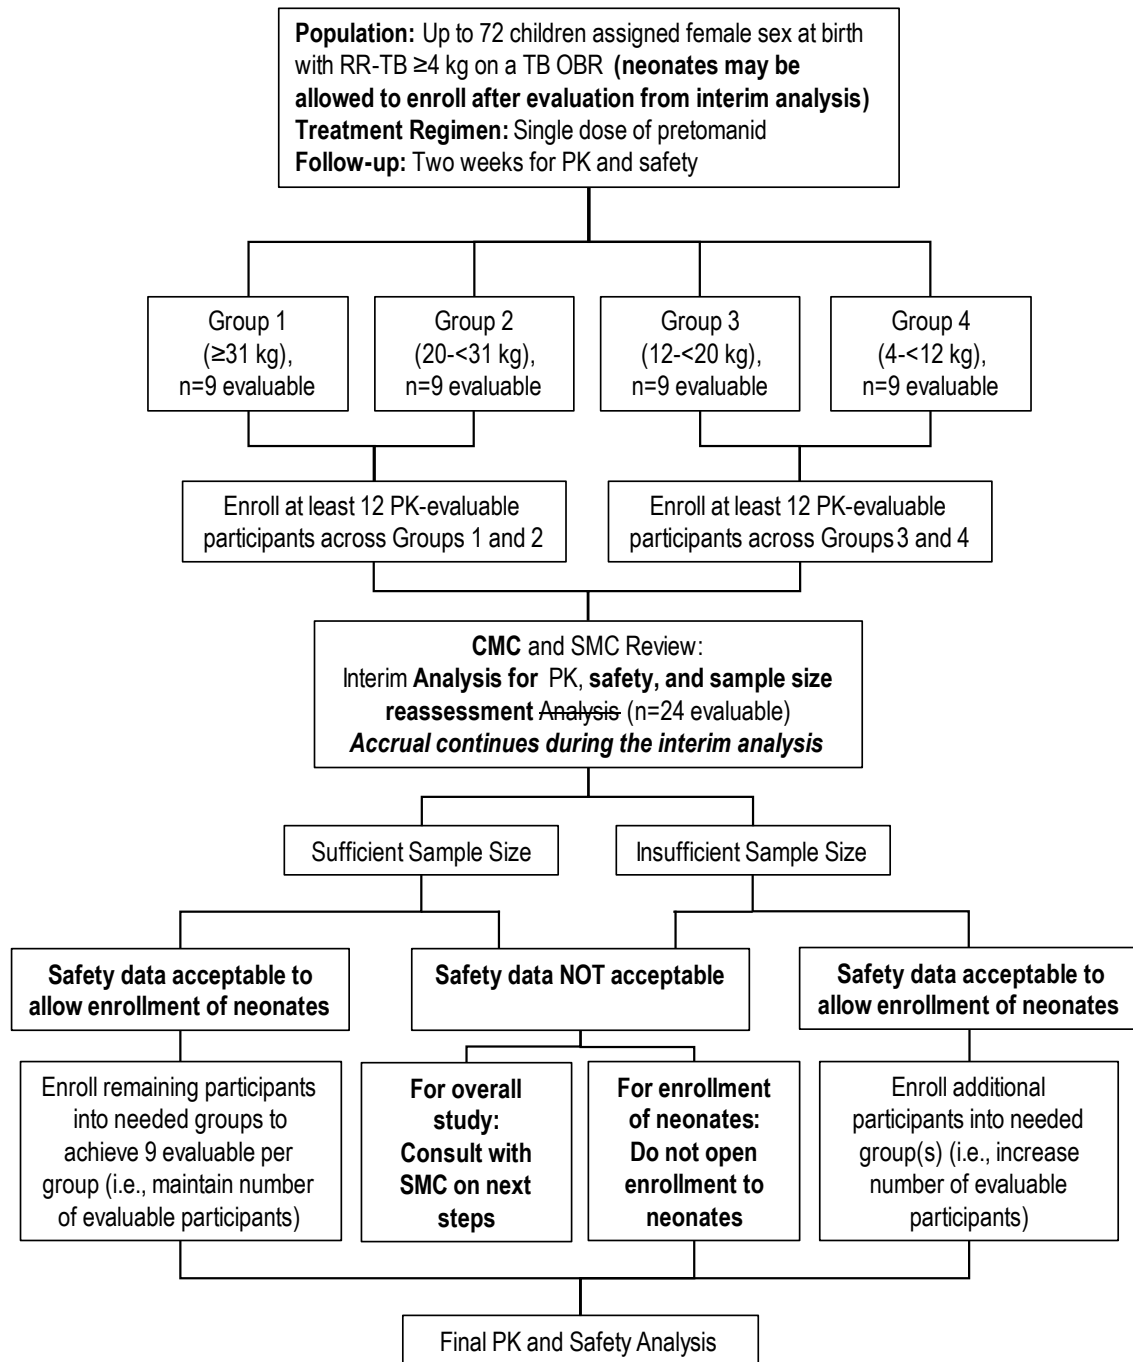 Population: Up to 72 children assigned female sex at birth
with RR-TB ≥4 kg on a TB OBR (neonates may be
allowed to enroll after evaluation from interim analysis)
Treatment Regimen: Single dose of pretomanid
Follow-up: Two weeks for PK and safety
Group 1
(≥31 kg),
n=9 evaluable
Group 2
(20-<31 kg),
n=9 evaluable
Group 3
(12-<20 kg),
n=9 evaluable
Group 4
(4-<12 kg),
n=9 evaluable
Enroll at least 12 PK-evaluable
participants across Groups 1 and 2
Enroll at least 12 PK-evaluable
participants across Groups 3 and 4
CMC and SMC Review:
Interim Analysis for PK, safety, and sample size
reassessment Analysis (n=24 evaluable)
Accrual continues during the interim analysis
Sufficient Sample Size
Insufficient Sample Size
Safety data acceptable to
allow enrollment of neonates
Safety data NOT acceptable
Safety data acceptable to
allow enrollment of neonates
Enroll remaining participants
into needed groups to
achieve 9 evaluable per
group (i.e., maintain number
of evaluable participants)
For overall
study:
Consult with
SMC on next
steps
For enrollment
of neonates:
Do not open
enrollment to
neonates
Enroll additional
participants into needed
group(s) (i.e., increase
number of evaluable
participants)
Final PK and Safety Analysis